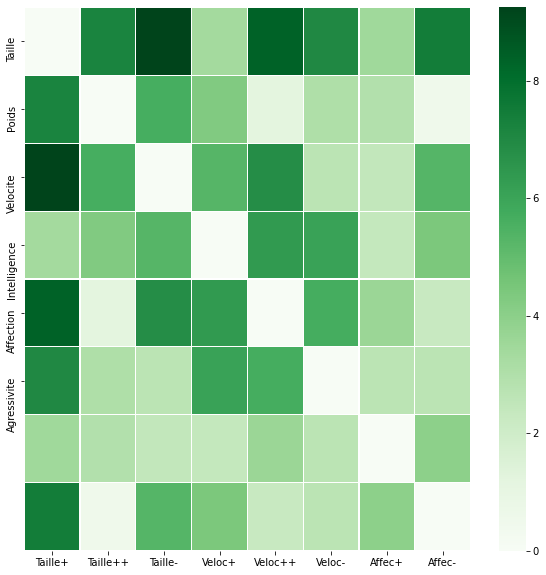 Taille
Poids
Velocite
Intelligence
Affection
Agressivite
Taille+ Taille++ Taille- Veloc+ Veloc++ Veloc- Affec+ Affec-
8
6
4
2
0